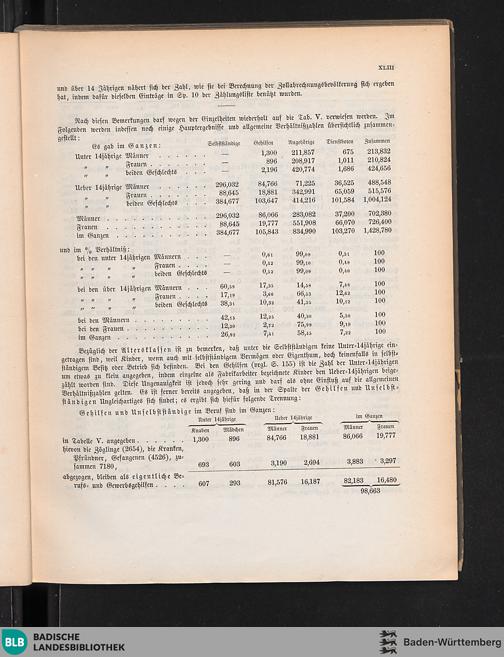 XLIII
und über 14 Jährigen nähert sich der Zahl, wie sie bei Berechnung der Zollabrechnungsbevölkerung sich ergeben
hat, indem dafür dieselben Einträge in Sp. 10 der Zählungsliste benützt wurden.
Nach diesen Bemerkungen darf wegen der Einzelheiten wiederholt auf die Tab. V. verwiesen werden. Im
Folgenden werden indessen noch einige Hauptergebnisse und allgemeine Verhältnißzahlen übersichtlich zusammen-
gestellt:
Es gab im Ganzen: Selbstständige Gehilfen Angehörige Dienstboten Zusammen
Unter 14jährige Männer . . . . . . — 1,300 211,857 675 213,832
„ „ Frauen . . . . . . — 896 208,917 1,011 210,824
„ „ beiden Geschlechts . . . — 2,196 420,774 1,686 424,656
Ueber 14jährige Männer . . . . . . 296,032 84,766 71,225 36,525 488,548
„ „ Frauen . . . . . . 88,645 18,881 342,991 65,059 515,576
„ „ beiden Geschlechts . . . 384,677 103,647 414,216 101,584 1,004,124
Männer . . . . . . . . . . . 296,032 86,066 283,082 37,200 702,380
Frauen . . . . . . . . . . . 88,645 19,777 551,908 66,070 726,400
im Ganzen . . . . . . . . . . 384,677 105,843 834,990 103,270 1,428,780
und im % Verhältniß:
bei den unter 14jährigen Männern . . . — 0,61 99,08 0,31 100
„ „ „ „ Frauen . . . — 0,42 99,10 0,48 100
„ „ „ „ beiden Geschlechts — 0,52 99,08 0,40 100
bei den über 14jährigen Männern . . . 60,59 17,35 14,58 7,48 100
„ „ „ „ Frauen . . . 17,19 3,66 66,53 12,62 100
„ „ „ „ beiden Geschlechts 38,31 10,32 41,25 10,12 100
bei den Männern . . . . . . . . 42,15 12,25 40,30 5,30 100
bei den Frauen . . . . . . . . . 12,20 2,72 75,98 9,10 100
im Ganzen . . . . . . . . . . 26,92 7,41 58,45 7,22 100
Bezüglich der Altersklassen ist zu bemerken, daß unter die Selbstständigen keine Unter-14jährige ein-
getragen sind, weil Kinder, wenn auch mit selbstständigem Vermögen oder Eigenthum, doch keinenfalls in selbst-
ständigem Besitz oder Betrieb sich befinden. Bei den Gehilfen (vergl. S. 155) ist die Zahl der Unter-14jährigen
um etwas zu klein angegeben, indem einzelne als Fabrikarbeiter bezeichnete Kinder den Ueber-14jährigen beige-
zählt worden sind. Diese Ungenauigkeit ist jedoch sehr gering und darf als ohne Einfluß auf die allgemeinen
Verhältnißzahlen gelten. Es ist ferner bereits angegeben, daß in der Spalte der Gehilfen und Unselbst-
ständigen Ungleichartiges sich findet; es ergibt sich hiefür folgende Trennung:
Gehilfen und Unselbstständige im Beruf sind im Ganzen:
Unter 14jährige Ueber 14jährige im Ganzen
Knaben Mädchen Männer Frauen Männer Frauen
in Tabelle V. angegeben . . . . . . 1,300 896 84,766 18,881 86,066 19,777
hievon die Zöglinge (2654), die Kranken,
Pfründner, Gefangenen (4526), zu-
sammen 7180, 693 603 3,190 2,694 3,883 3,297
abgezogen, bleiben als eigentliche Be-
rufs- und Gewerbsgehilfen . . . . 607 293 81,576 16,187 82,183 16,480
98,663
BLB BADISCHE
LANDESBIBLIOTHEK
Baden-Württemberg